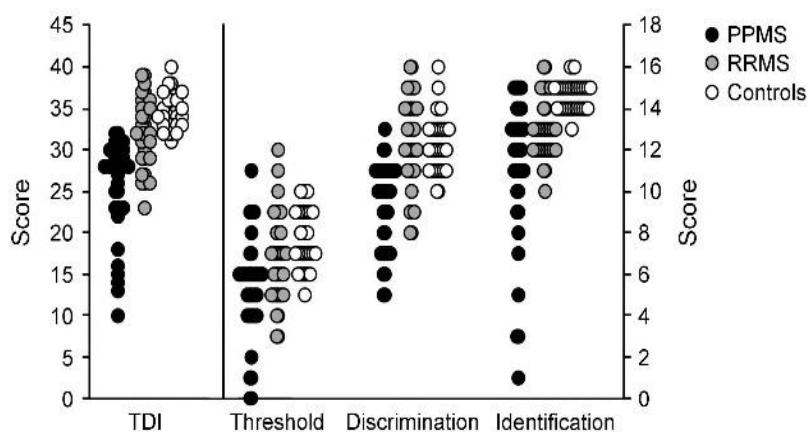 45
40
35
30
25
20
15
10
5
0
Score
18
16
14
12
10
8
6
4
2
0
Score
PPMS
RRMS
Controls
TDI
Threshold
Discrimination
Identification